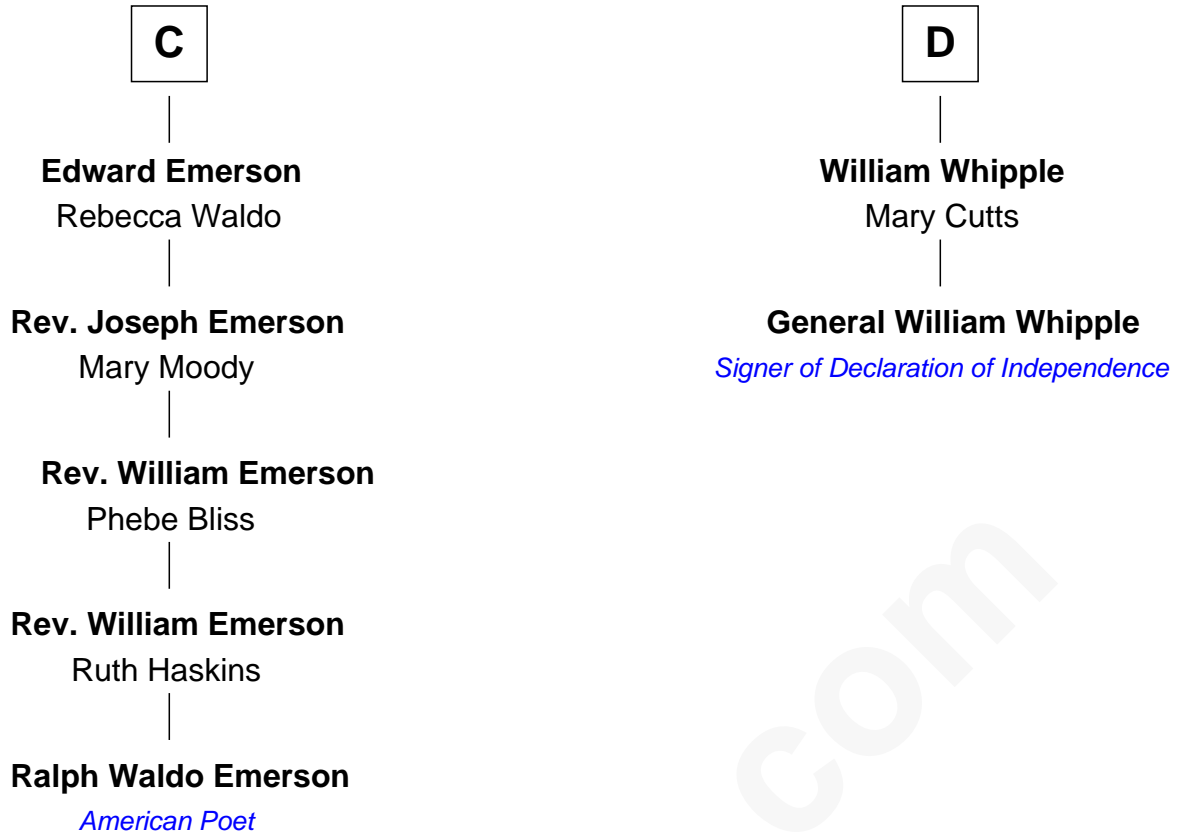 C
Edward Emerson
Rebecca Waldo
Rev. Joseph Emerson
Mary Moody
Rev. William Emerson
Phebe Bliss
Rev. William Emerson
Ruth Haskins
Ralph Waldo Emerson
American Poet
D
William Whipple
Mary Cutts
General William Whipple
Signer of Declaration of Independence
com